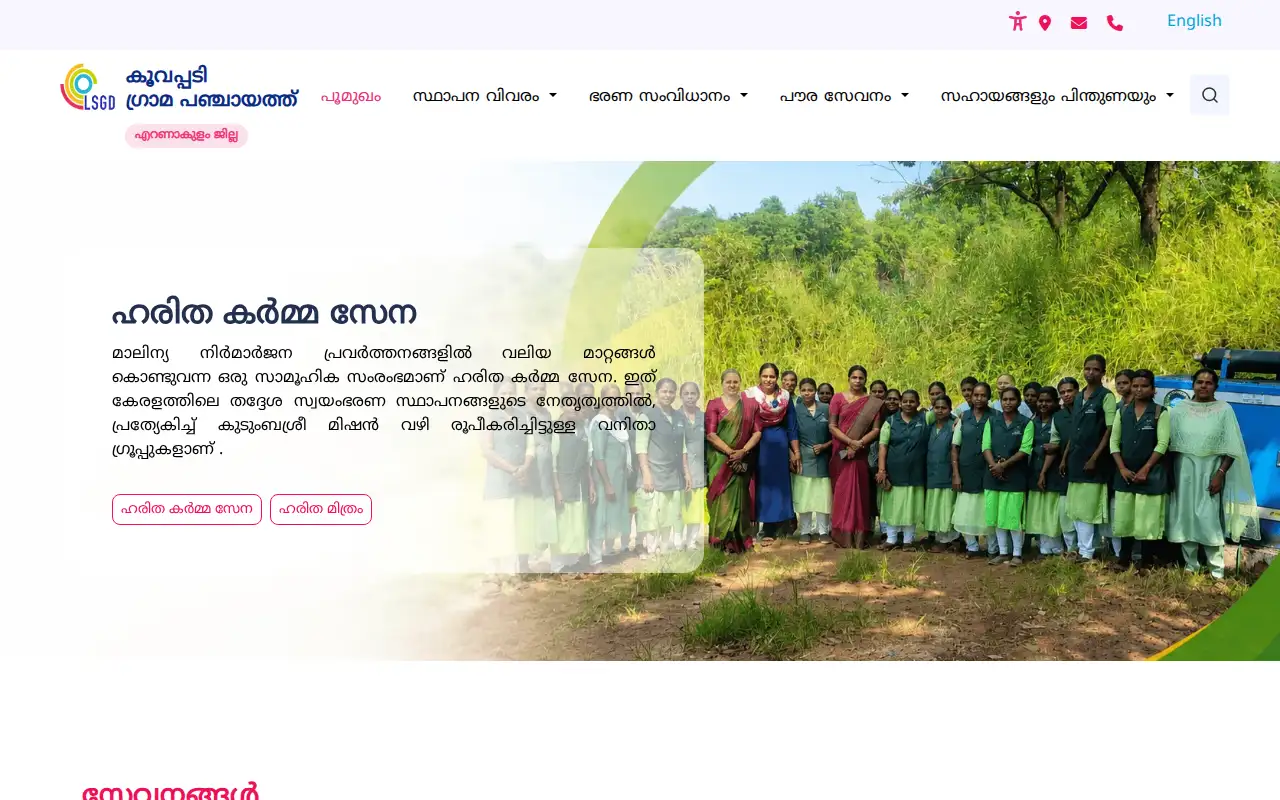 English
കൂവപ്പടി
ഗ്രാമ പഞ്ചായത്ത്
LSGD
എറണാകുളം ജില്ല
പൂമുഖം
സ്ഥാപന വിവരം
ഭരണ സംവിധാനം
പൗര സേവനം
സഹായങ്ങളും പിന്തുണയും
ഹരിത കർമ്മ സേന
മാലിന്യ നിർമാർജന പ്രവർത്തനങ്ങളിൽ വലിയ മാറ്റങ്ങൾ
കൊണ്ടുവന്ന ഒരു സാമൂഹിക സംരംഭമാണ് ഹരിത കർമ്മ സേന. ഇത്
കേരളത്തിലെ തദ്ദേശ സ്വയംഭരണ സ്ഥാപനങ്ങളുടെ നേതൃത്വത്തിൽ,
പ്രത്യേകിച്ച് കുടുംബശ്രീ മിഷൻ വഴി രൂപീകരിച്ചിട്ടുള്ള വനിതാ
ഗ്രൂപ്പുകളാണ് .
ഹരിത കർമ്മ സേന
ഹരിത മിത്രം
സേവനങ്ങൾ